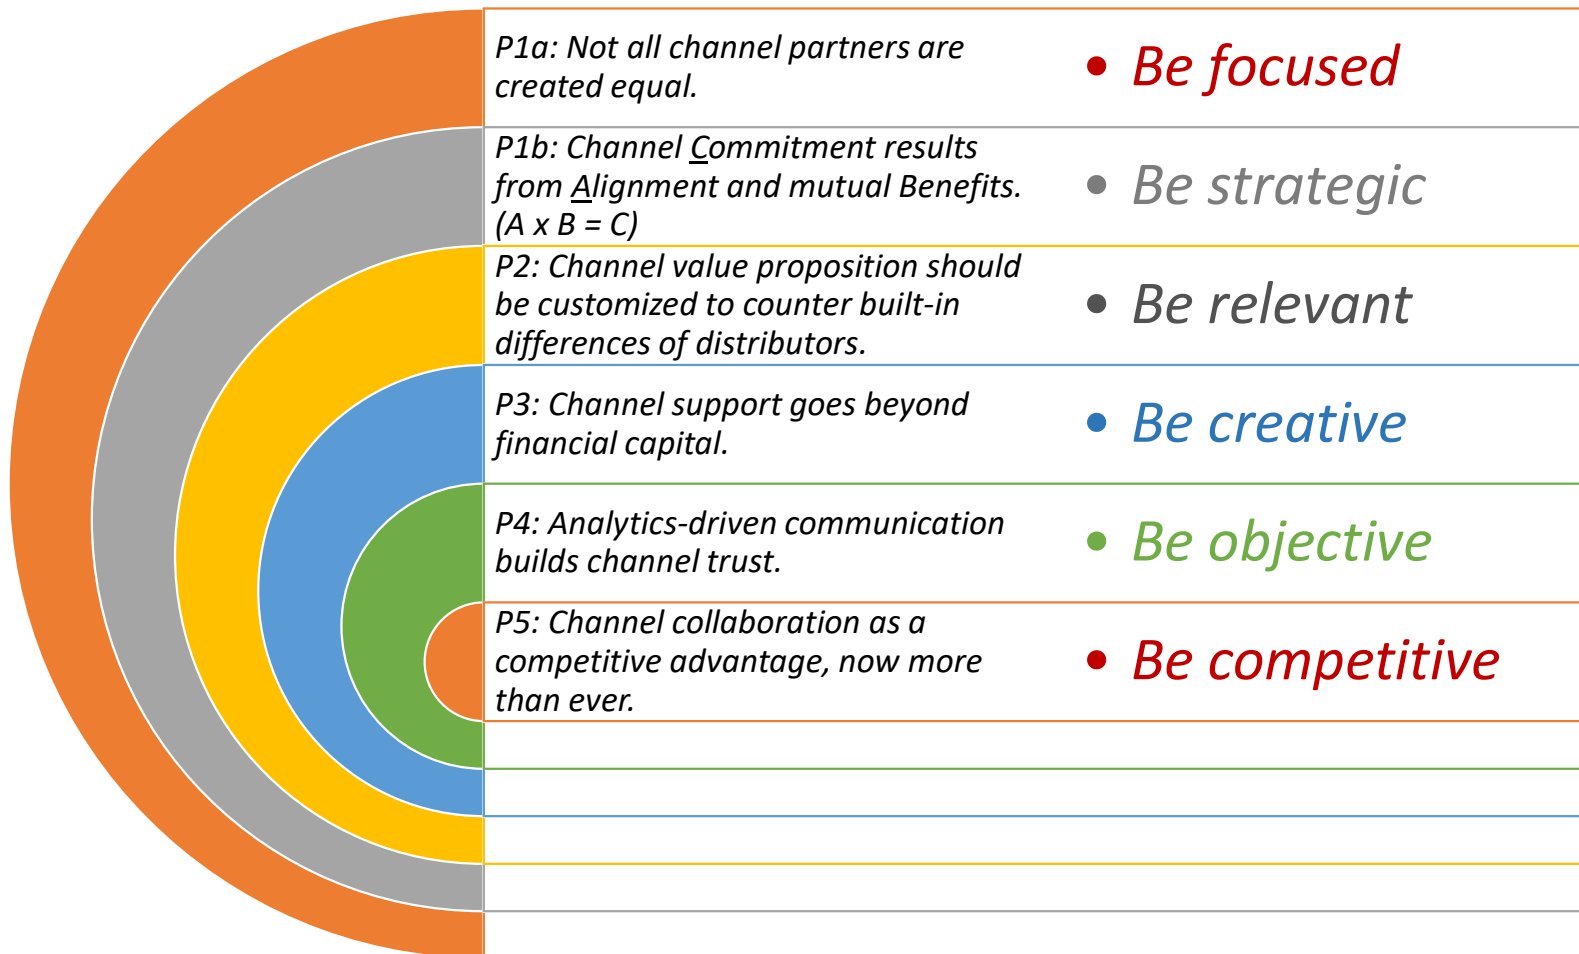 P1a: Not all channel partners are
created equal.
• Be focused
P1b: Channel Commitment results
from Alignment and mutual Benefits.
(A x B = C)
• Be strategic
P2: Channel value proposition should
be customized to counter built-in
differences of distributors.
• Be relevant
P3: Channel support goes beyond
financial capital.
• Be creative
P4: Analytics-driven communication
builds channel trust.
• Be objective
P5: Channel collaboration as a
competitive advantage, now more
than ever.
• Be competitive